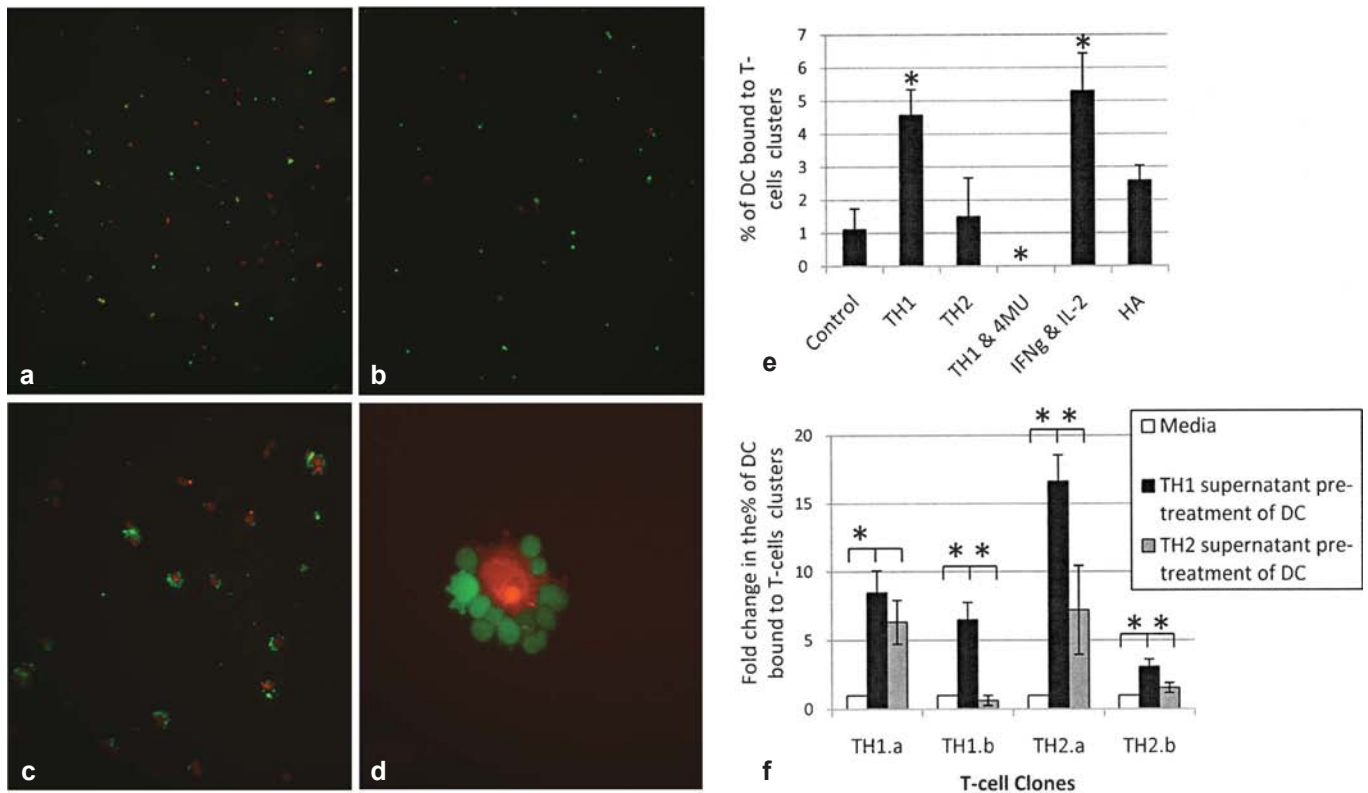 a
b
c
d
% of DC bound to T-
cells clusters
7
6
5
4
3
2
1
0
*
*
*
Control
TH1
TH2
TH1 & 4MU
IFNg & IL-2
HA
e
Fold change in the% of DC
bound to T-cells clusters
20
15
10
5
0
*
* *
* *
* *
Media
TH1 supernatant pre-
treatment of DC
TH2 supernatant pre-
treatment of DC
TH1.a
TH1.b
TH2.a
TH2.b
T-cell Clones
f